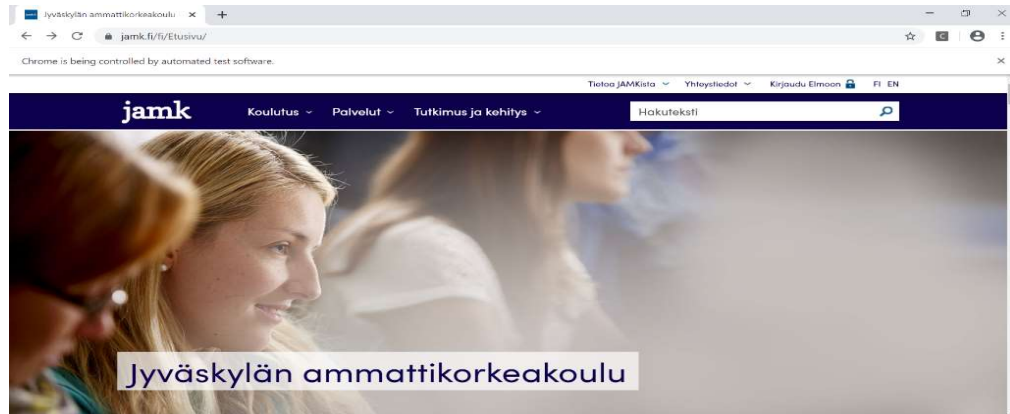 Jyväskylän ammattikorkeakoulu
jamk.fi/fi/Etusivu/
Chrome is being controlled by automated test software.
Tietoa JAMKista Yhteystiedot Kirjaudu Elmoon FI EN
jamk Koulutus Palvelut Tutkimus ja kehitys Hakuteksti
Jyväskylän ammattikorkeakoulu